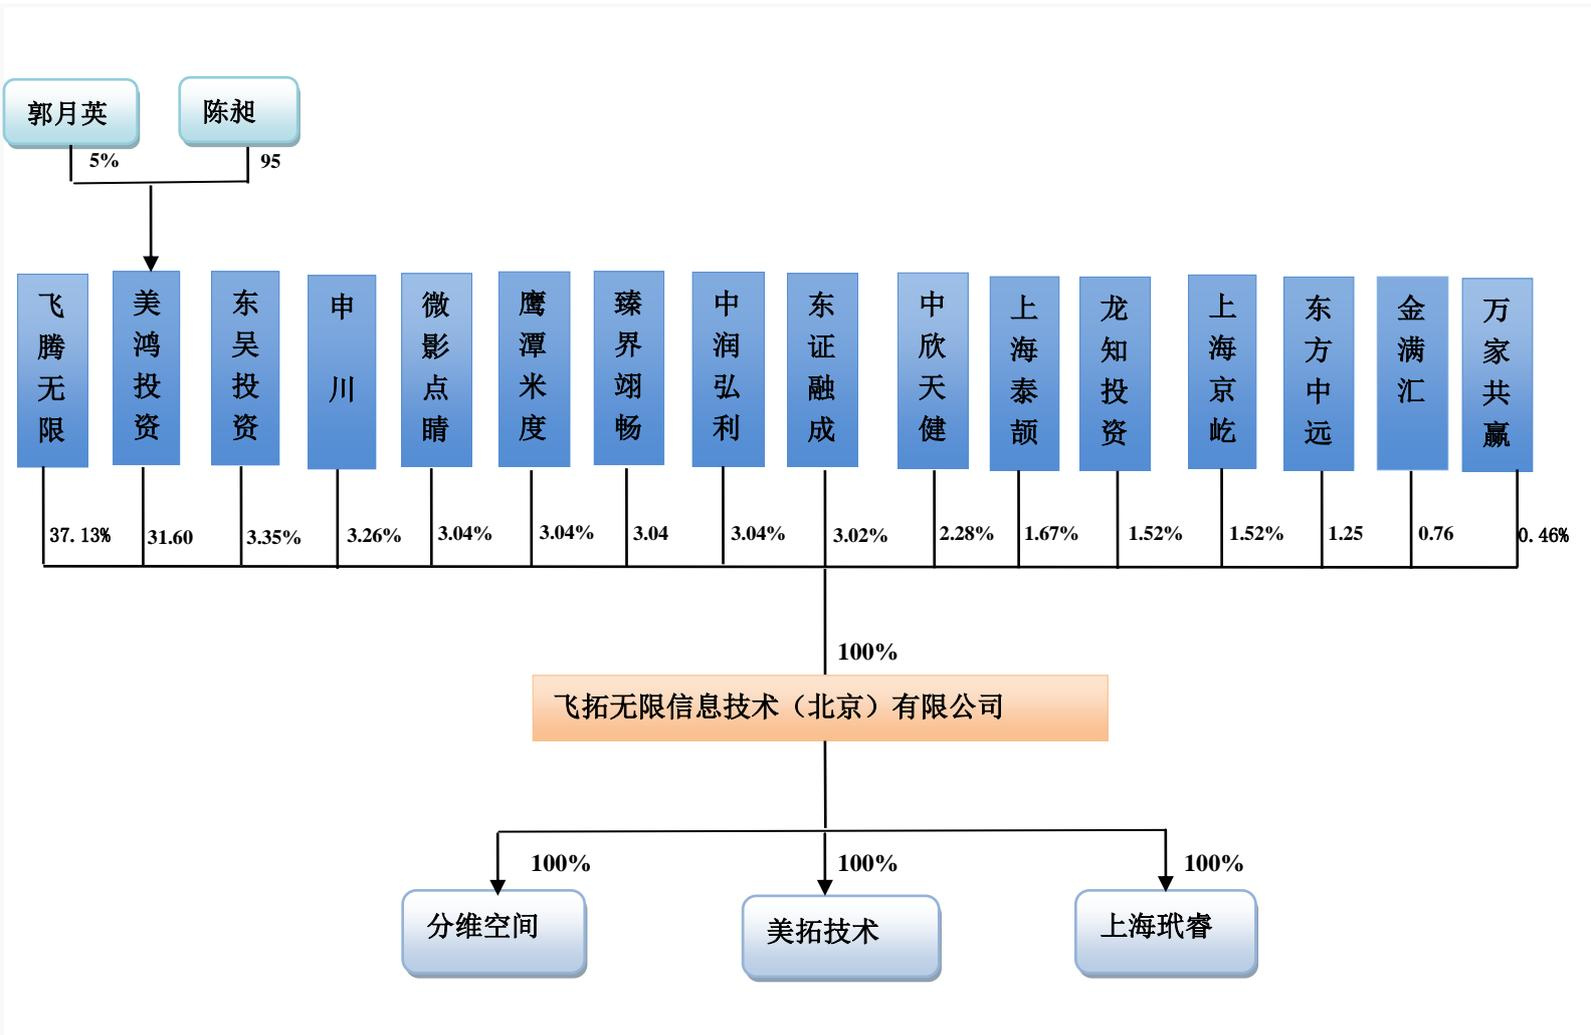 郭月英
陈昶
5%
95
飞腾无限
美鸿投资
东吴投资
申川
微影点睛
鹰潭米度
臻界翊畅
中润弘利
东证融成
中欣天健
上海泰颉
龙知投资
上海京屹
东方中远
金满汇
万家共赢
37.13%
31.60
3.35%
3.26%
3.04%
3.04%
3.04
3.04%
3.02%
2.28%
1.67%
1.52%
1.52%
1.25
0.76
0.46%
100%
飞拓无限信息技术（北京）有限公司
100%
100%
100%
分维空间
美拓技术
上海玳睿